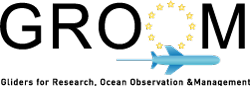 GROOM
Gliders for Research, Ocean Observation &Management